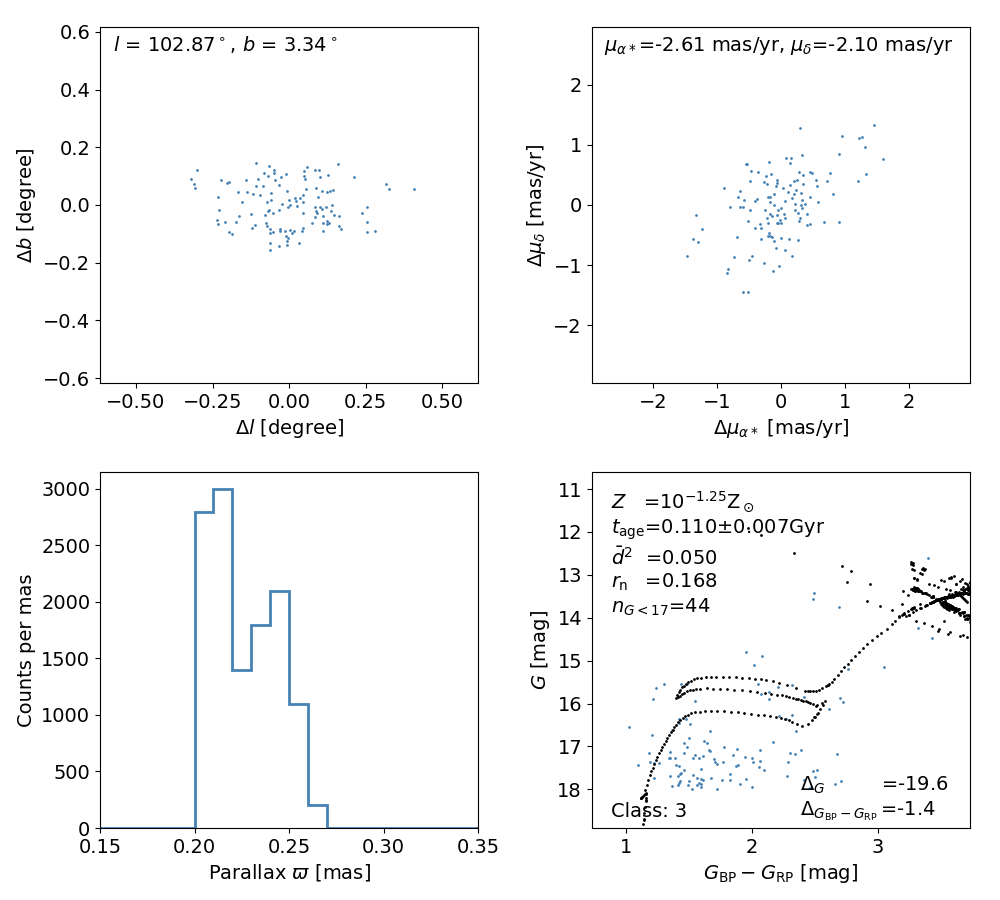 l = 102.87°, b = 3.34°
0.6
0.4
0.2
0.0
−0.2
−0.4
−0.6
−0.50
−0.25
0.00
0.25
0.50
Δl [degree]
Δb [degree]
μα∗=-2.61 mas/yr, μδ=-2.10 mas/yr
2
1
0
−1
−2
−2
−1
0
1
2
Δμα∗ [mas/yr]
Δμδ [mas/yr]
3000
2500
2000
1500
1000
500
0
0.15
0.20
0.25
0.30
0.35
Parallax ϖ [mas]
Counts per mas
Z =10^−1.25 Z⊙
tage=0.110±0.007Gyr
d̄² =0.050
rn =0.168
nG<17=44
ΔG =-19.6
ΔGBP−GRP=-1.4
Class: 3
11
12
13
14
15
16
17
18
1
2
3
GBP − GRP [mag]
G [mag]